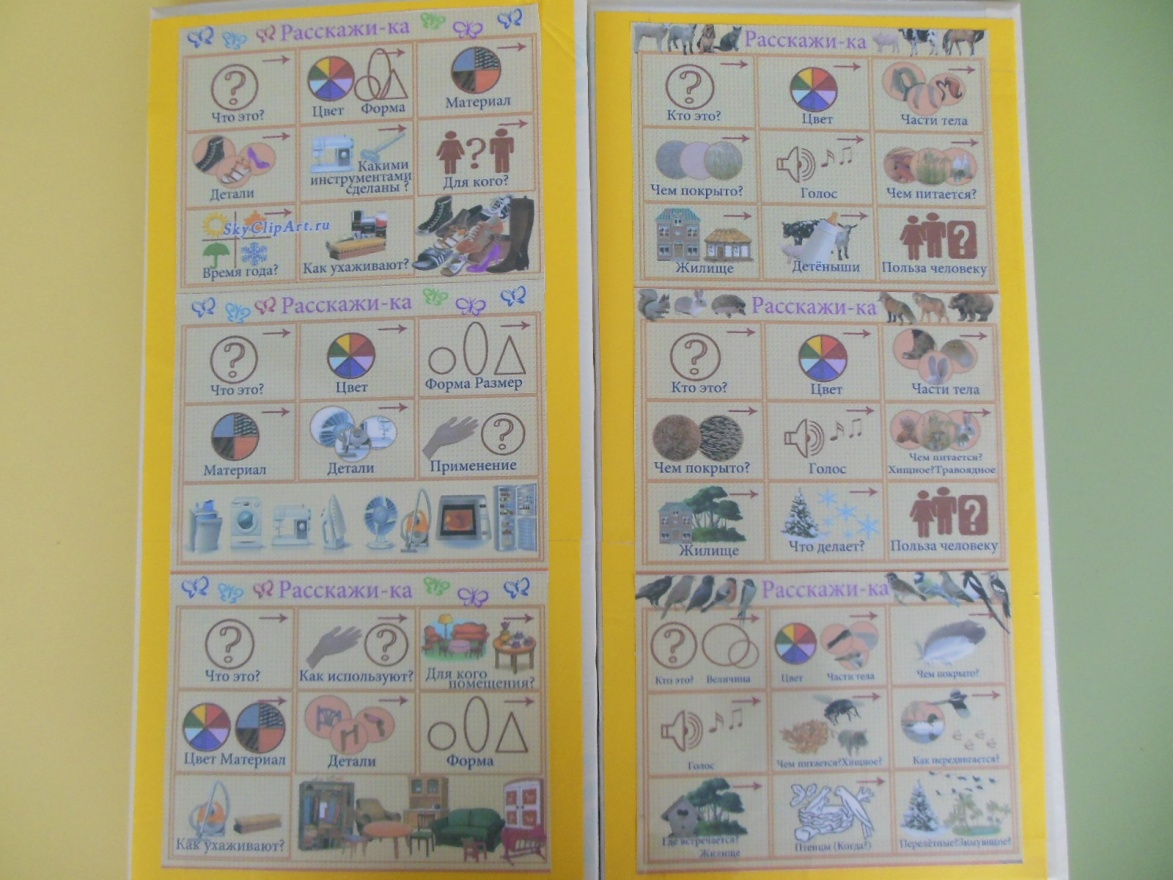 Расскажи-ка
Что это?
Цвет Форма
Материал
Детали
Какими
инструментами
сделаны ?
Для кого?
SkyClipArt.ru
Время года?
Как ухаживают?
Расскажи-ка
Что это?
Цвет
Форма Размер
Материал
Детали
Применение
Расскажи-ка
Что это?
Как используют?
Для кого
помещения?
Цвет Материал
Детали
Форма
Как ухаживают?
Расскажи-ка
Кто это?
Цвет
Части тела
Чем покрыто?
Голос
Чем питается?
Жилище
Детёныши
Польза человеку
Расскажи-ка
Кто это?
Цвет
Части тела
Чем покрыто?
Голос
Чем питается?
Хищное?Травоядное
Жилище
Что делает?
Польза человеку
Расскажи-ка
Кто это? Величина
Цвет Части тела
Чем покрыто?
Голос
Чем питается?Хищное?
Как передвигается?
Где встречается?
Жилище
Птенцы (Когда?)
Перелётные?Зимующие?